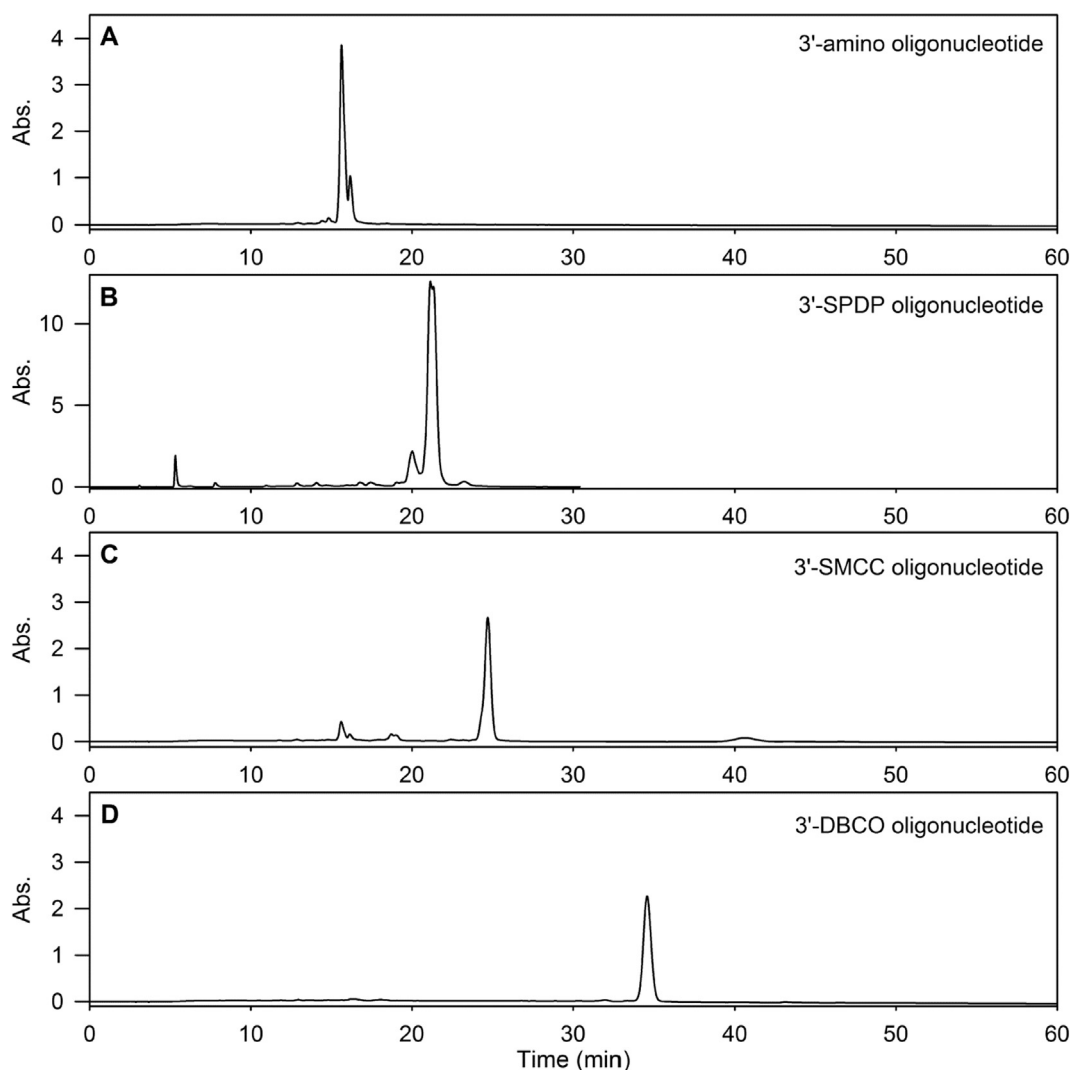 A
3'-amino oligonucleotide
Abs.
4
3
2
1
0
0 10 20 30 40 50 60
B
3'-SPDP oligonucleotide
Abs.
10
5
0
0 10 20 30 40 50 60
C
3'-SMCC oligonucleotide
Abs.
4
3
2
1
0
0 10 20 30 40 50 60
D
3'-DBCO oligonucleotide
Abs.
4
3
2
1
0
0 10 20 30 40 50 60
Time (min)